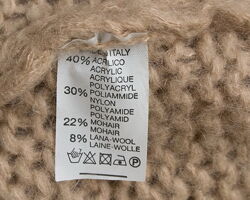 ITALY
40% ACRILICO
ACRYLIC
ACRYLIQUE
POLYACRYL
30% POLIAMMIDE
NYLON
POLYAMIDE
POLYAMID
22% MOHAIR
MOHAIR
8% LANA-WOOL
LAINE-WOLLE